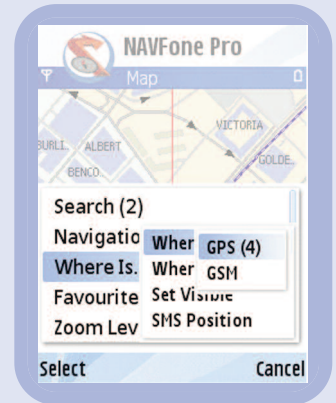 NAVFone Pro
Map
VICTORIA
BURLI.. ALBERT
GOLDE..
BENCO..
Search (2)
Navigatio
Wher
GPS (4)
Where Is.
Wher
GSM
Favourite
Set Visible
Zoom Lev
SMS Position
Select
Cancel